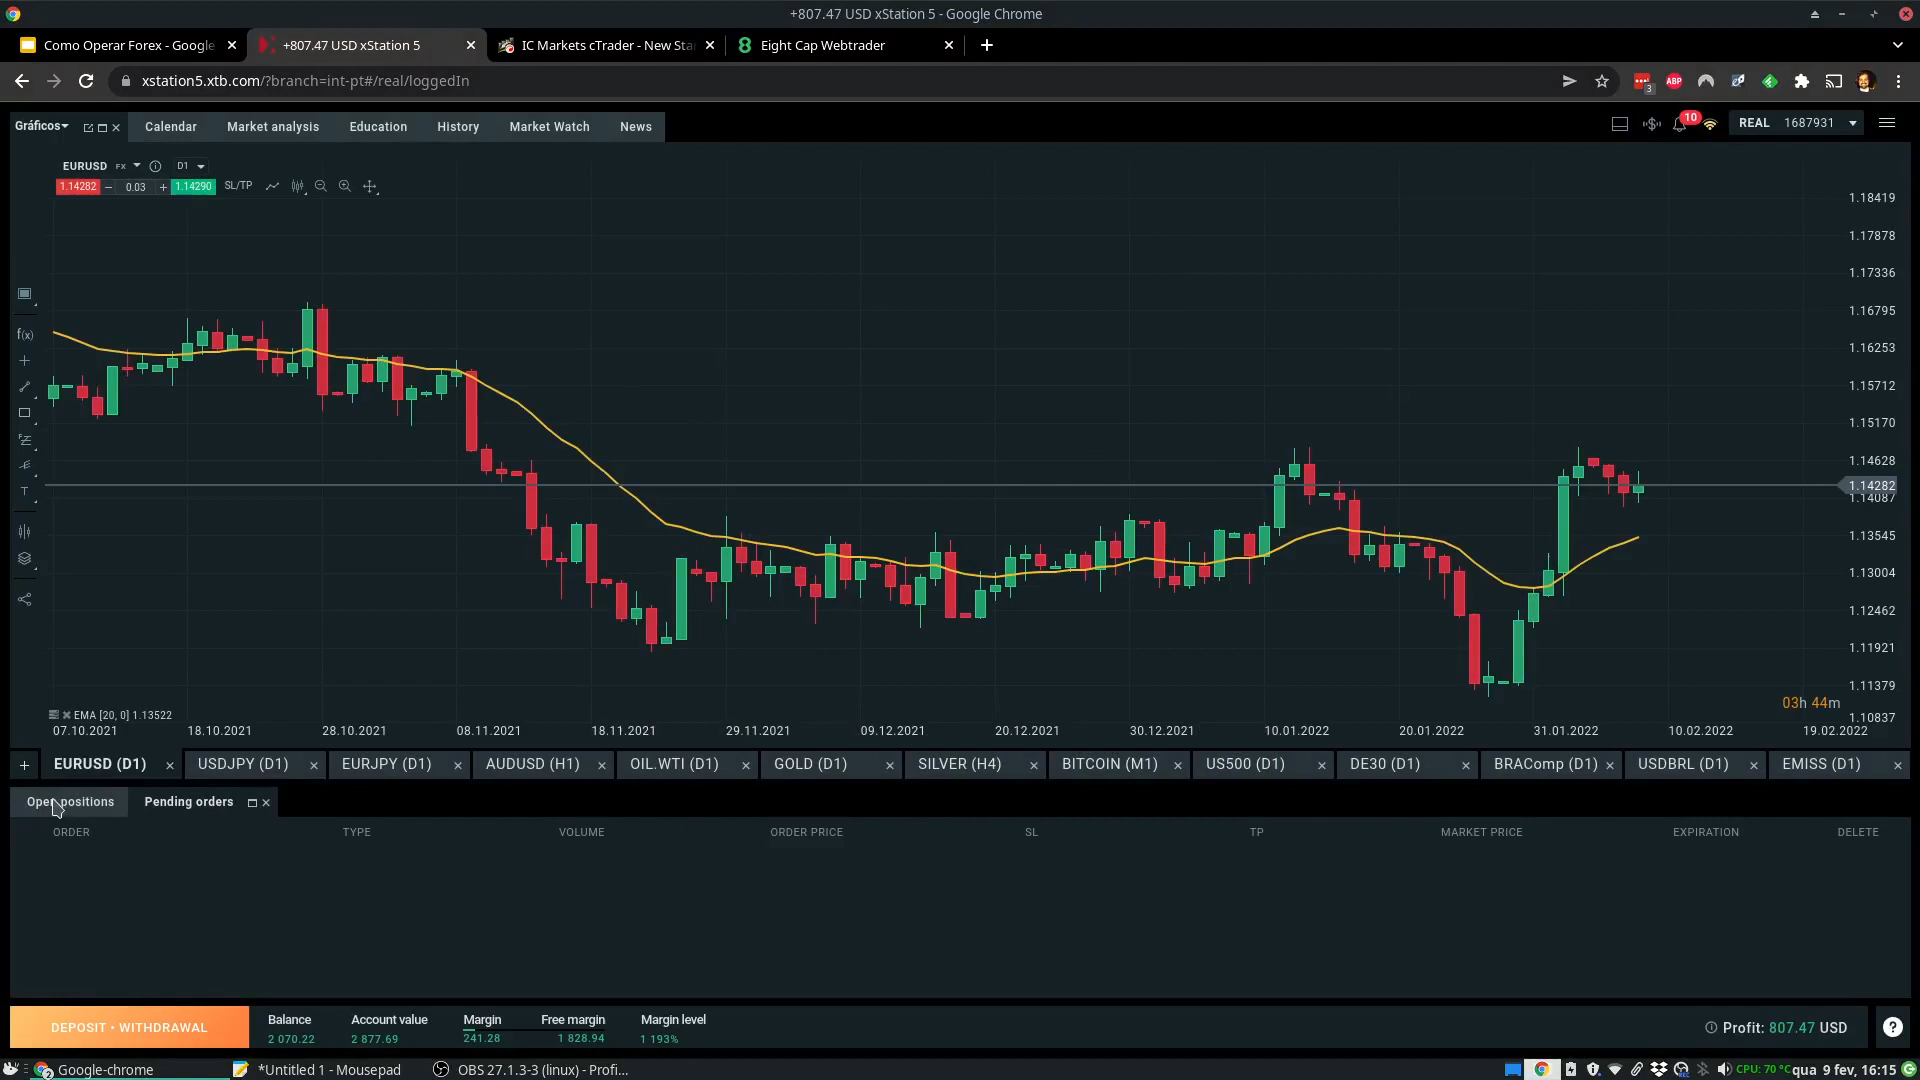 +807.47 USD xStation 5 - Google Chrome
Como Operar Forex - Google
+807.47 USD xStation 5
IC Markets cTrader - New Sta
Eight Cap Webtrader
xstation5.xtb.com/?branch=int-pt#/real/loggedIn
3
ABP
Gráficos
Calendar
Market analysis
Education
History
Market Watch
News
10
REAL 1687931
EURUSD FX
D1
1.14282
0.03
1.14290
SL/TP
1.18419
1.17878
1.17336
1.16795
1.16253
1.15712
1.15170
1.14628
1.14282
1.14087
1.13545
1.13004
1.12462
1.11921
1.11379
1.10837
f(x)
T
03h 44m
EMA [20, 0] 1.13522
07.10.2021
18.10.2021
28.10.2021
08.11.2021
18.11.2021
29.11.2021
09.12.2021
20.12.2021
30.12.2021
10.01.2022
20.01.2022
31.01.2022
10.02.2022
19.02.2022
EURUSD (D1)
USDJPY (D1)
EURJPY (D1)
AUDUSD (H1)
OIL.WTI (D1)
GOLD (D1)
SILVER (H4)
BITCOIN (M1)
US500 (D1)
DE30 (D1)
BRAComp (D1)
USDBRL (D1)
EMISS (D1)
Open positions
Pending orders
ORDER
TYPE
VOLUME
ORDER PRICE
SL
TP
MARKET PRICE
EXPIRATION
DELETE
DEPOSIT • WITHDRAWAL
Balance
2 070.22
Account value
2 877.69
Margin
241.28
Free margin
1 828.94
Margin level
1 193%
Profit: 807.47 USD
?
2
Google-chrome
*Untitled 1 - Mousepad
OBS 27.1.3-3 (linux) - Profi...
CPU: 70 °C
qua 9 fev, 16:15